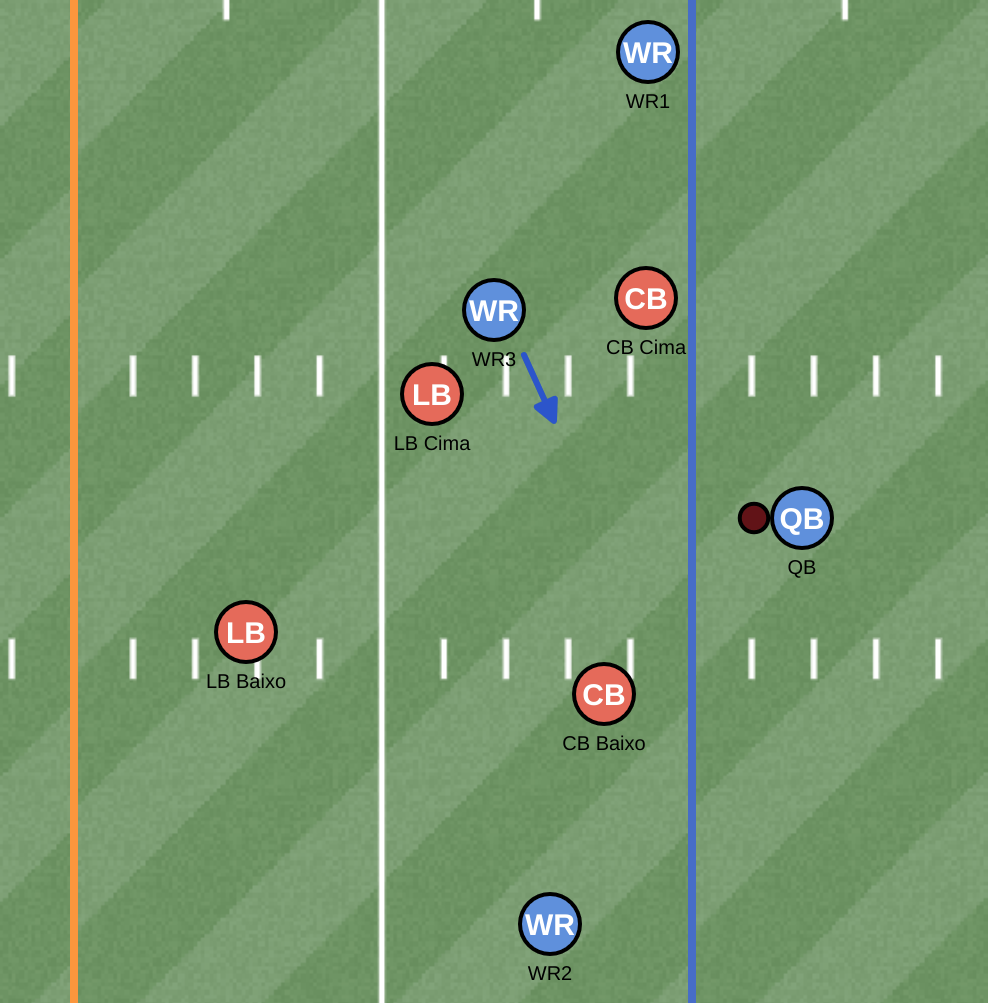 WR
WR1
WR
WR3
CB
CB Cima
LB
LB Cima
QB
QB
LB
LB Baixo
CB
CB Baixo
WR
WR2